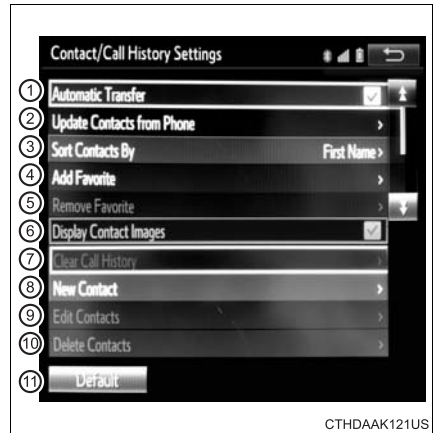 Contact/Call History Settings
1 Automatic Transfer
2 Update Contacts from Phone
3 Sort Contacts By First Name
4 Add Favorite
5 Remove Favorite
6 Display Contact Images
7 Clear Call History
8 New Contact
9 Edit Contacts
10 Delete Contacts
11 Default
CTHDAAK121US